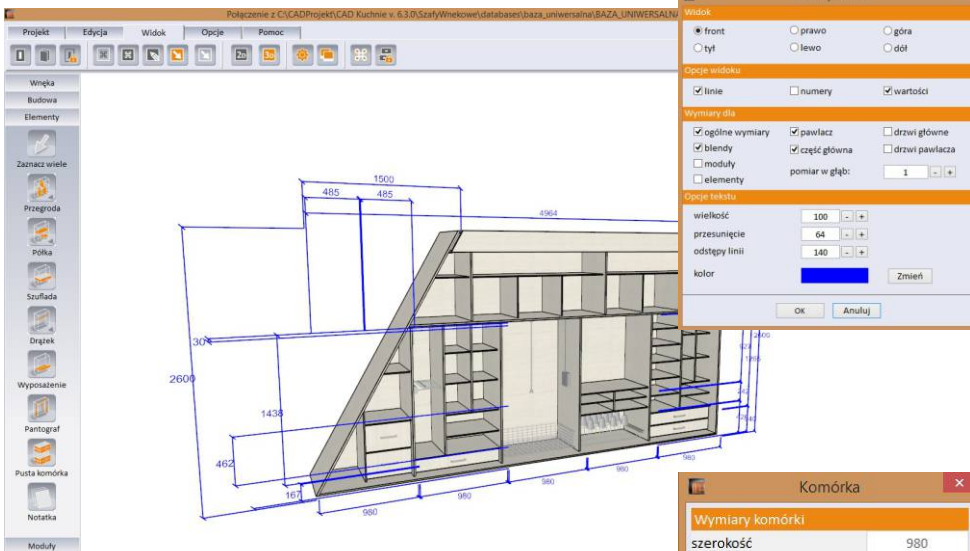 Połączenie z C:\CADProjekt\CAD Kuchnie v. 6.3.0\SzafyWnekowe\databases\baza_uniwersalna\BAZA_UNIWERSALNA
Projekt Edycja Widok Opcje Pomoc
Wnęka
Budowa
Elementy
Zaznacz wiele
Przegroda
Półka
Szuflada
Drążek
Wyposażenie
Pantograf
Pusta komórka
Notatka
Moduły
1500
485 485
4964
30
2600
1438
462
167
980
980
980
980
980
Widok
front prawo góra
tył lewo dół
Opcje widoku
linie numery wartości
Wymiary dla
ogólne wymiary pawlacz drzwi główne
blendy część główna drzwi pawlacza
moduły
elementy pomiar w głąb: 1 - +
Opcje tekstu
wielkość 100 - +
przesunięcie 64 - +
odstępy linii 140 - +
kolor Zmień
OK Anuluj
Komórka
Wymiary komórki
szerokość 980